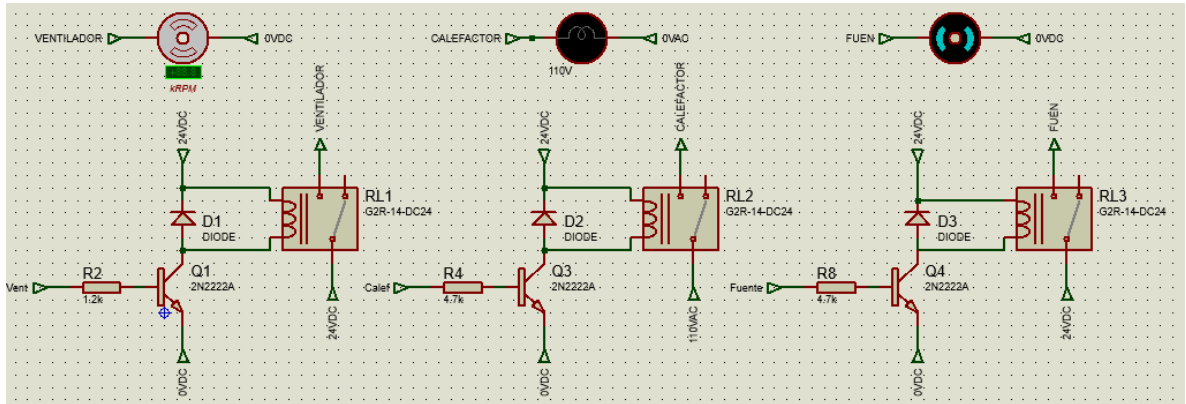 VENTILADOR
0VDC
kRPM
CALEFACTOR
0VAC
110V
FUEN
0VDC
24VDC
VENTILADOR
RL1
G2R-14-DC24
D1
DIODE
Q1
2N2222A
R2
1.2k
Vent
24VDC
0VDC
24VDC
CALEFACTOR
RL2
G2R-14-DC24
D2
DIODE
Q3
2N2222A
R4
4.7k
Calef
110VAC
0VDC
24VDC
FUEN
RL3
G2R-14-DC24
D3
DIODE
Q4
2N2222A
R8
4.7k
Fuente
24VDC
0VDC